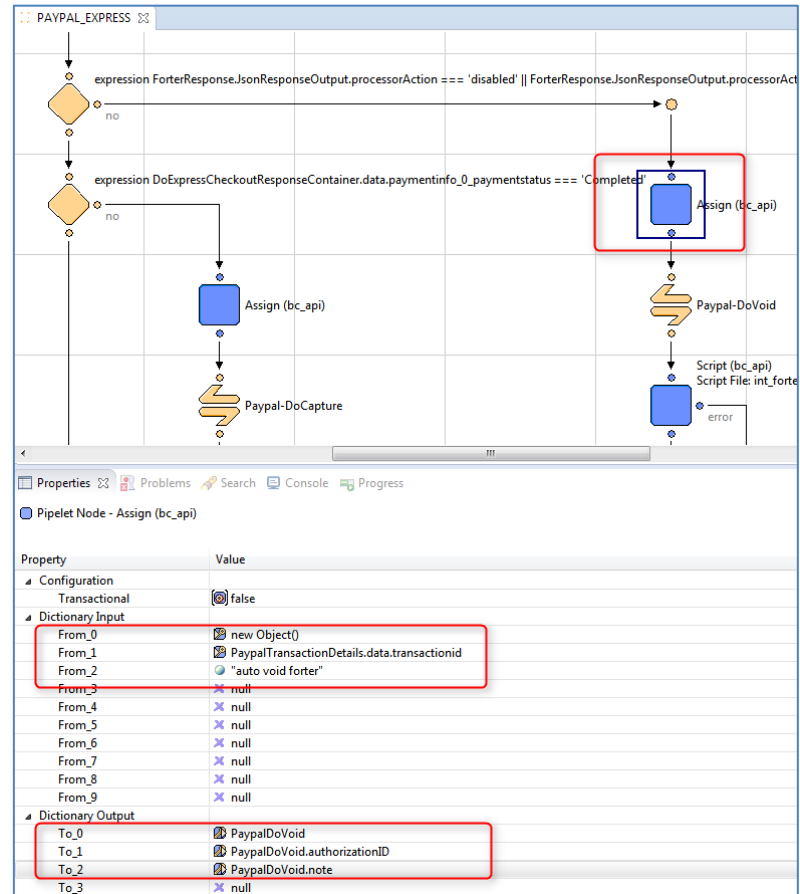 PAYPAL_EXPRESS
expression ForterResponse.JsonResponseOutput.processorAction === 'disabled' || ForterResponse.JsonResponseOutput.processorAct
no
expression DoExpressCheckoutResponseContainer.data.paymentinfo_0_paymentstatus === 'Completed'
no
Assign (bc_api)
Assign (bc_api)
Paypal-DoVoid
Script (bc_api)
Script File: int_forte
Paypal-DoCapture
error
Properties Problems Search Console Progress
Pipelet Node - Assign (bc_api)
Property Value
Configuration
Transactional false
Dictionary Input
From_0 new Object()
From_1 PaypalTransactionDetails.data.transactionid
From_2 "auto void forter"
From_3 null
From_4 null
From_5 null
From_6 null
From_7 null
From_8 null
From_9 null
Dictionary Output
To_0 PaypalDoVoid
To_1 PaypalDoVoid.authorizationID
To_2 PaypalDoVoid.note
To_3 null